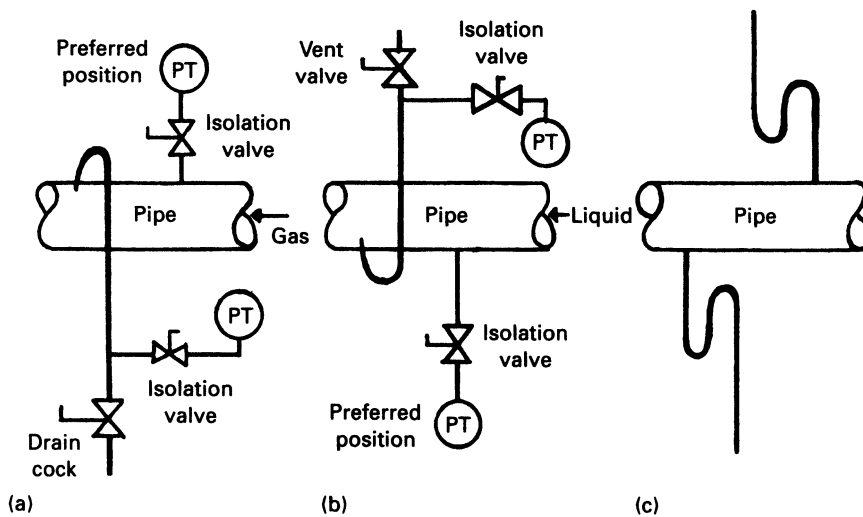 Preferred
position
PT
Isolation
valve
Pipe
Gas
PT
Isolation
valve
Drain
cock
(a)
Vent
valve
Isolation
valve
PT
Pipe
Liquid
Isolation
valve
Preferred
position
PT
(b)
Pipe
(c)